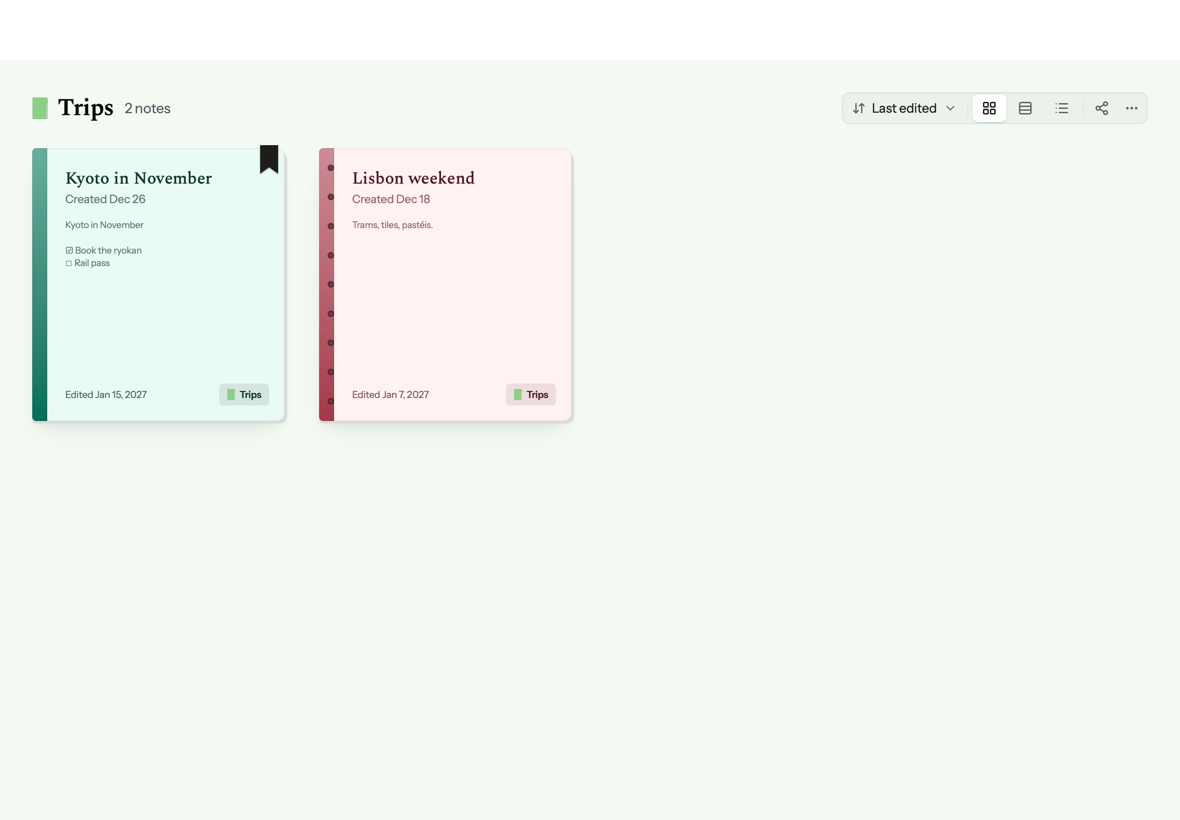 Trips 2 notes
Last edited
Kyoto in November
Created Dec 26
Kyoto in November
☑ Book the ryokan
☐ Rail pass
Edited Jan 15, 2027
Trips
Lisbon weekend
Created Dec 18
Trams, tiles, pastéis.
Edited Jan 7, 2027
Trips